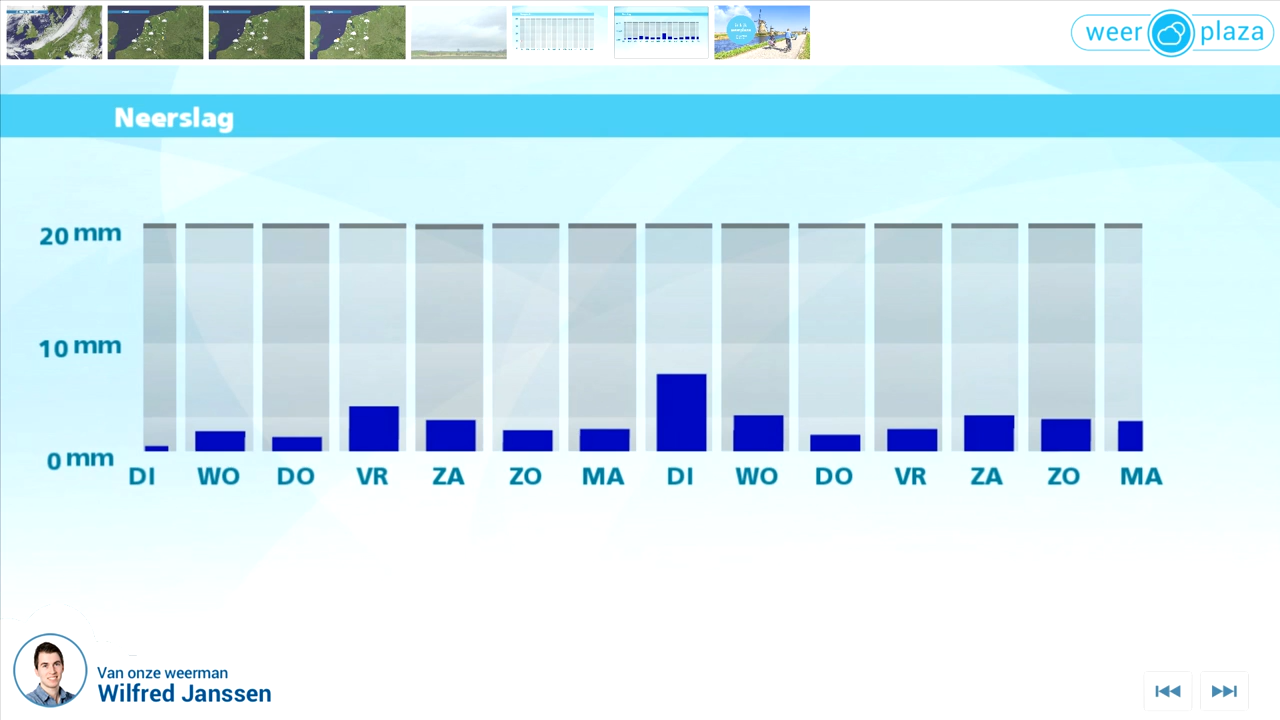 weer plaza
Neerslag
20 mm
10 mm
0 mm
DI WO DO VR ZA ZO MA DI WO DO VR ZA ZO MA
Van onze weerman
Wilfred Janssen